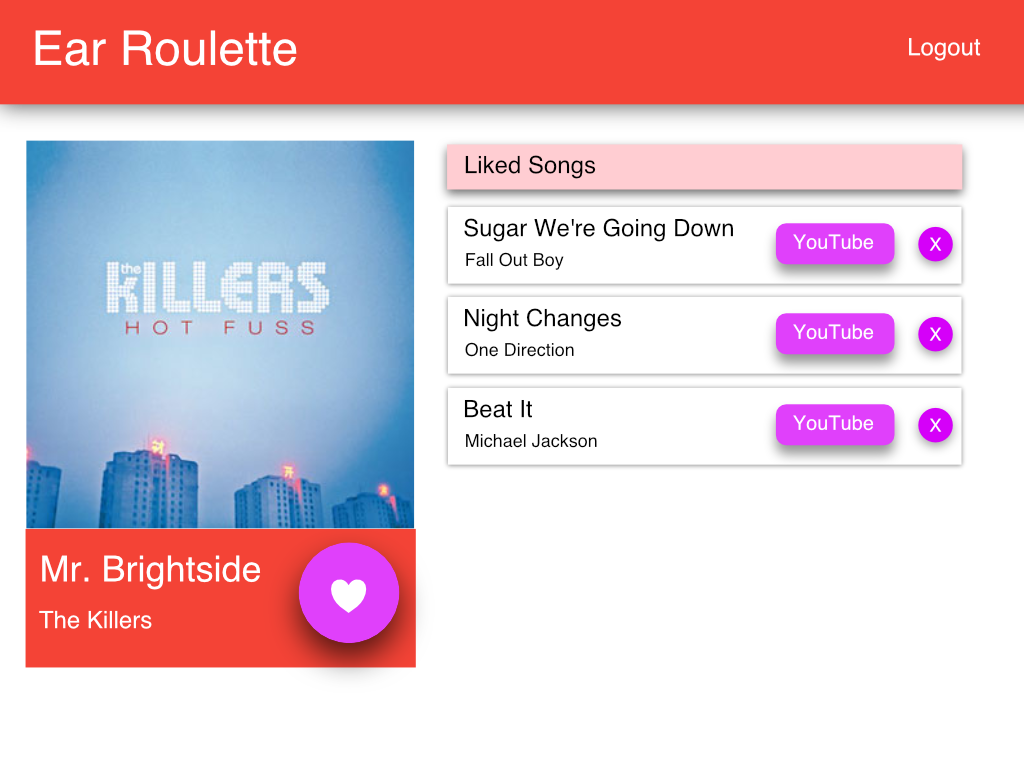 Ear Roulette
Logout
the
KILLERS
HOT FUSS
Mr. Brightside
The Killers
Liked Songs
Sugar We're Going Down
Fall Out Boy
YouTube
X
Night Changes
One Direction
YouTube
X
Beat It
Michael Jackson
YouTube
X